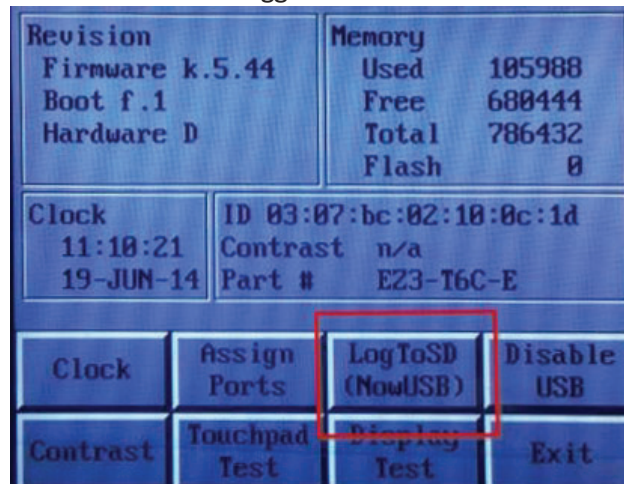 Revision
Firmware k.5.44
Boot f.1
Hardware D
Memory
Used 105988
Free 680444
Total 786432
Flash 0
Clock
11:10:21
19-JUN-14
ID 03:07:bc:02:10:0c:1d
Contrast n/a
Part # EZ3-T6C-E
Clock
Assign
Ports
LogToSD
(NowUSB)
Disable
USB
Contrast
Touchpad
Test
Display
Test
Exit